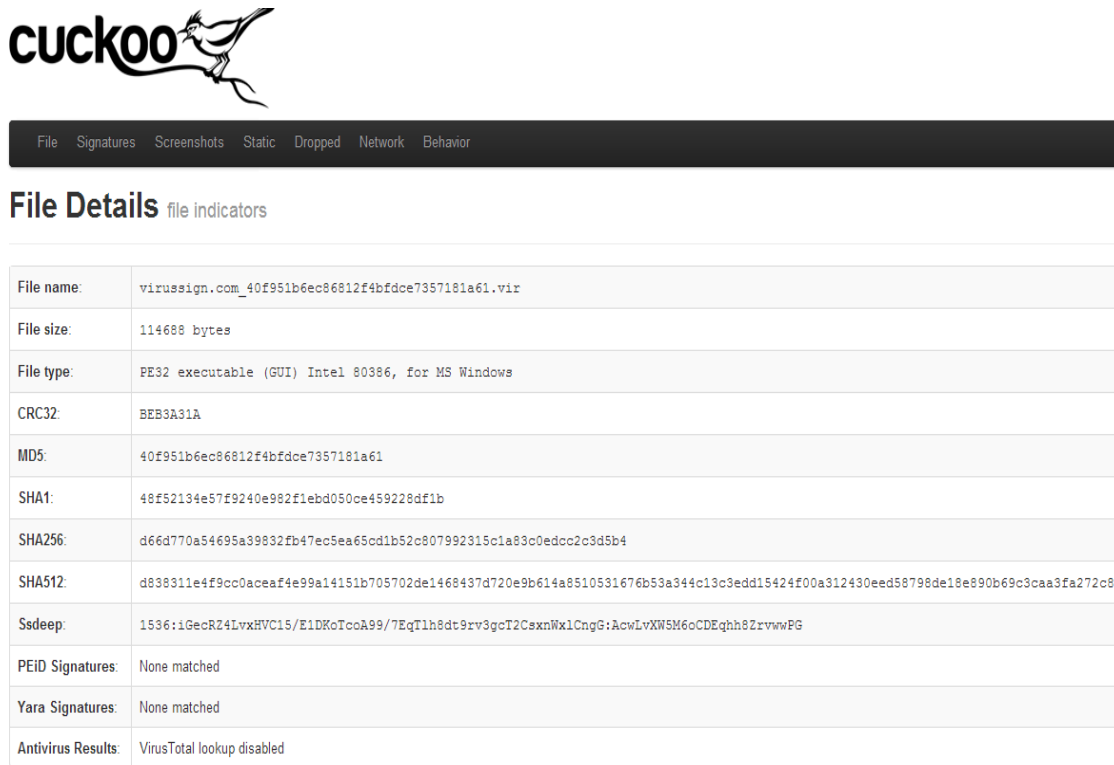 cuckoo
File Signatures Screenshots Static Dropped Network Behavior
File Details file indicators
File name: virussign.com_40f951b6ec86812f4bfdce7357181a61.vir
File size: 114688 bytes
File type: PE32 executable (GUI) Intel 80386, for MS Windows
CRC32: BEB3A31A
MD5: 40f951b6ec86812f4bfdce7357181a61
SHA1: 48f52134e57f9240e982f1ebd050ce459228df1b
SHA256: d66d770a54695a39832fb47ec5ea65cd1b52c807992315c1a83c0edcc2c3d5b4
SHA512: d838311e4f9cc0aceaf4e99a14151b705702de1468437d720e9b614a8510531676b53a344c13c3edd15424f00a312430eed58798de18e890b69c3caa3fa272c8
Ssdeep: 1536:iGecRZ4LvxHVC15/E1DKoTcoA99/7EqTlh8dt9rv3gcT2CsxnWxlCngG:AcwLvXW5M6oCDEqhh8ZrvwwPG
PEiD Signatures: None matched
Yara Signatures: None matched
Antivirus Results: VirusTotal lookup disabled